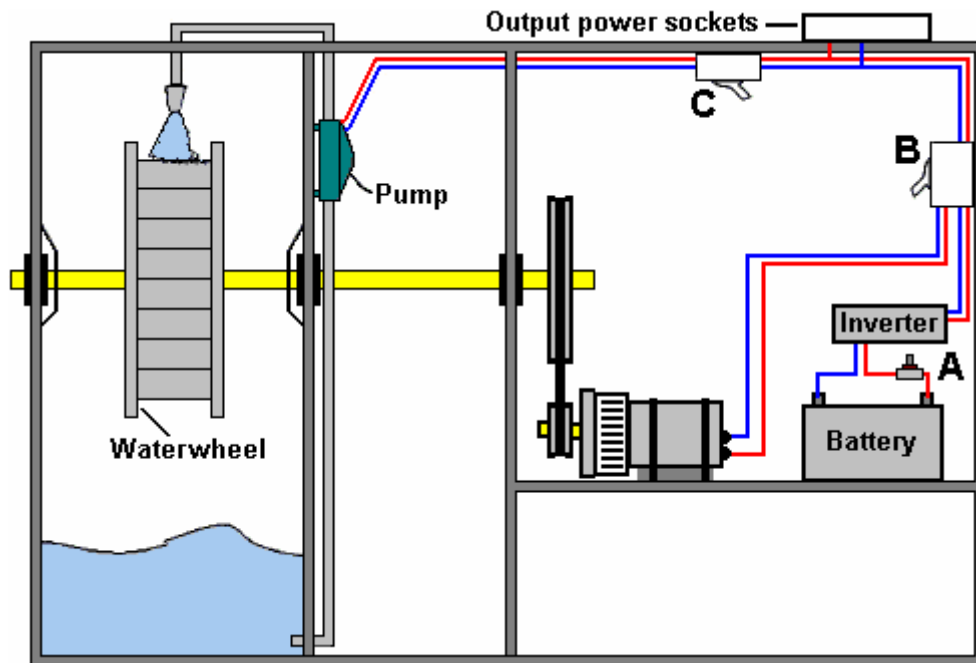 Output power sockets
C
B
Pump
Inverter
A
Waterwheel
Battery